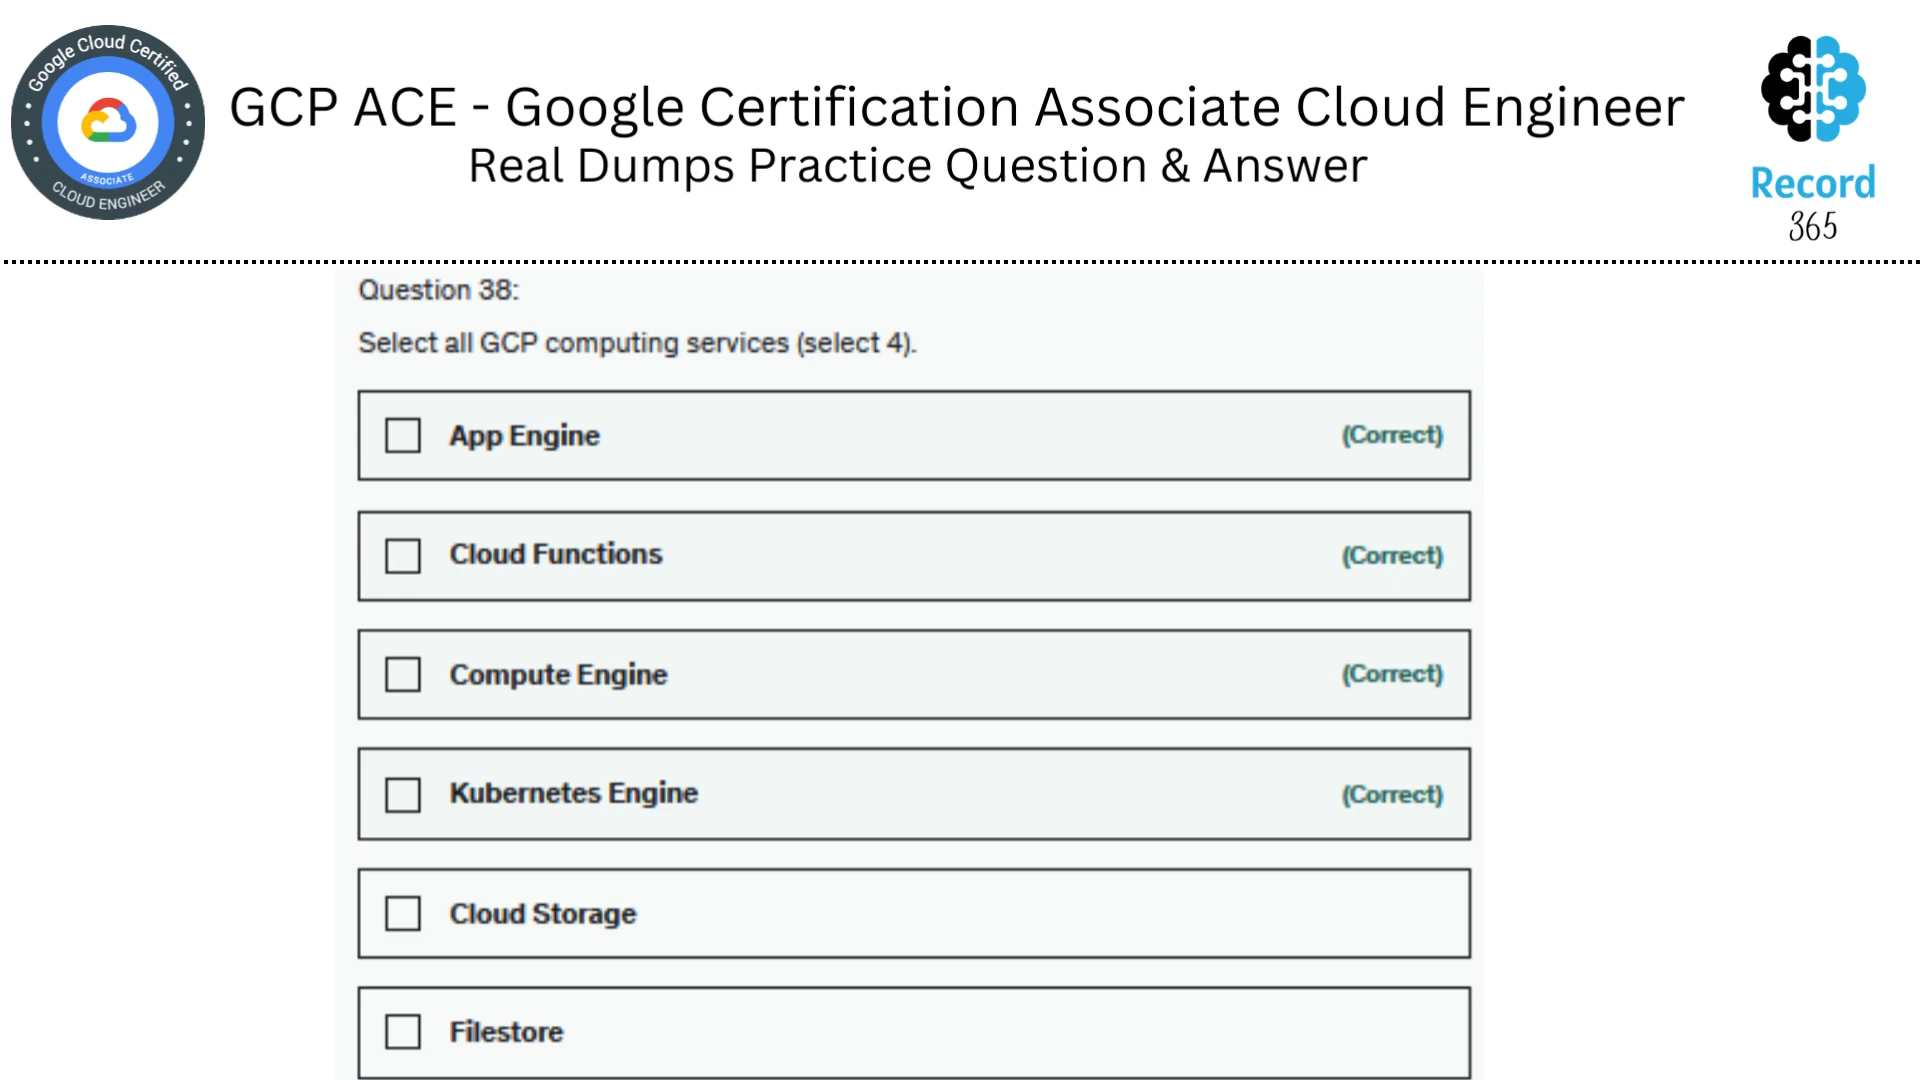 Google Cloud Certified
ASSOCIATE
CLOUD ENGINEER
GCP ACE - Google Certification Associate Cloud Engineer
Real Dumps Practice Question & Answer
Record
365
Question 38:
Select all GCP computing services (select 4).
App Engine (Correct)
Cloud Functions (Correct)
Compute Engine (Correct)
Kubernetes Engine (Correct)
Cloud Storage
Filestore